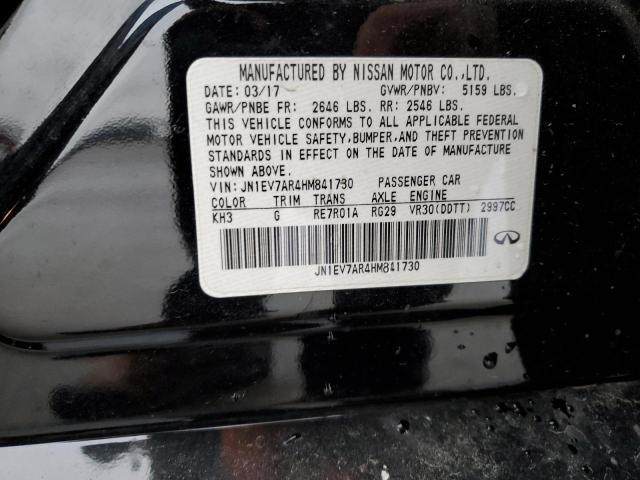 MANUFACTURED BY NISSAN MOTOR CO.,LTD.
DATE: 03/17 GVWR/PNBV: 5159 LBS.
GAWR/PNBE FR: 2646 LBS. RR: 2546 LBS.
THIS VEHICLE CONFORMS TO ALL APPLICABLE FEDERAL
MOTOR VEHICLE SAFETY, BUMPER, AND THEFT PREVENTION
STANDARDS IN EFFECT ON THE DATE OF MANUFACTURE
SHOWN ABOVE.
VIN: JN1EV7AR4HM841730 PASSENGER CAR
COLOR TRIM TRANS AXLE ENGINE
KH3 G RE7R01A RG29 VR30(DDTT) 2997CC
JN1EV7AR4HM841730